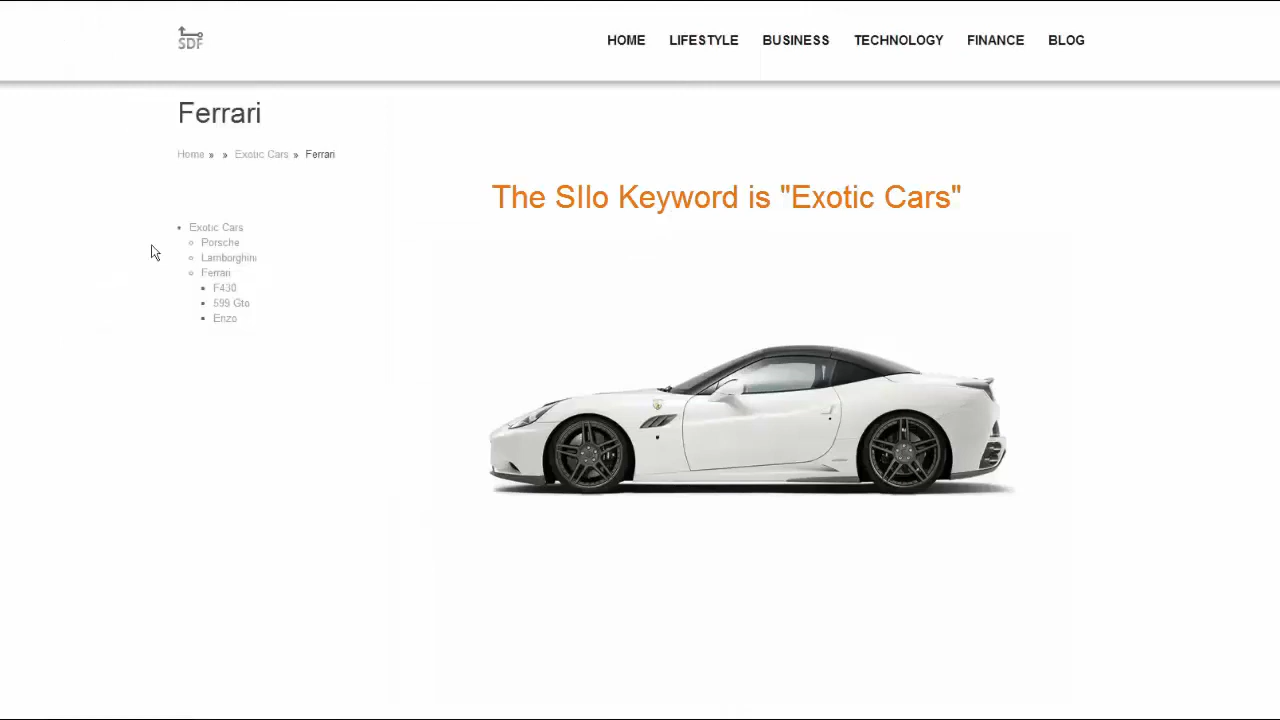 SDF
HOME LIFESTYLE BUSINESS TECHNOLOGY FINANCE BLOG
Ferrari
Home » » Exotic Cars » Ferrari
The SIlo Keyword is "Exotic Cars"
Exotic Cars
Porsche
Lamborghini
Ferrari
F430
599 Gto
Enzo